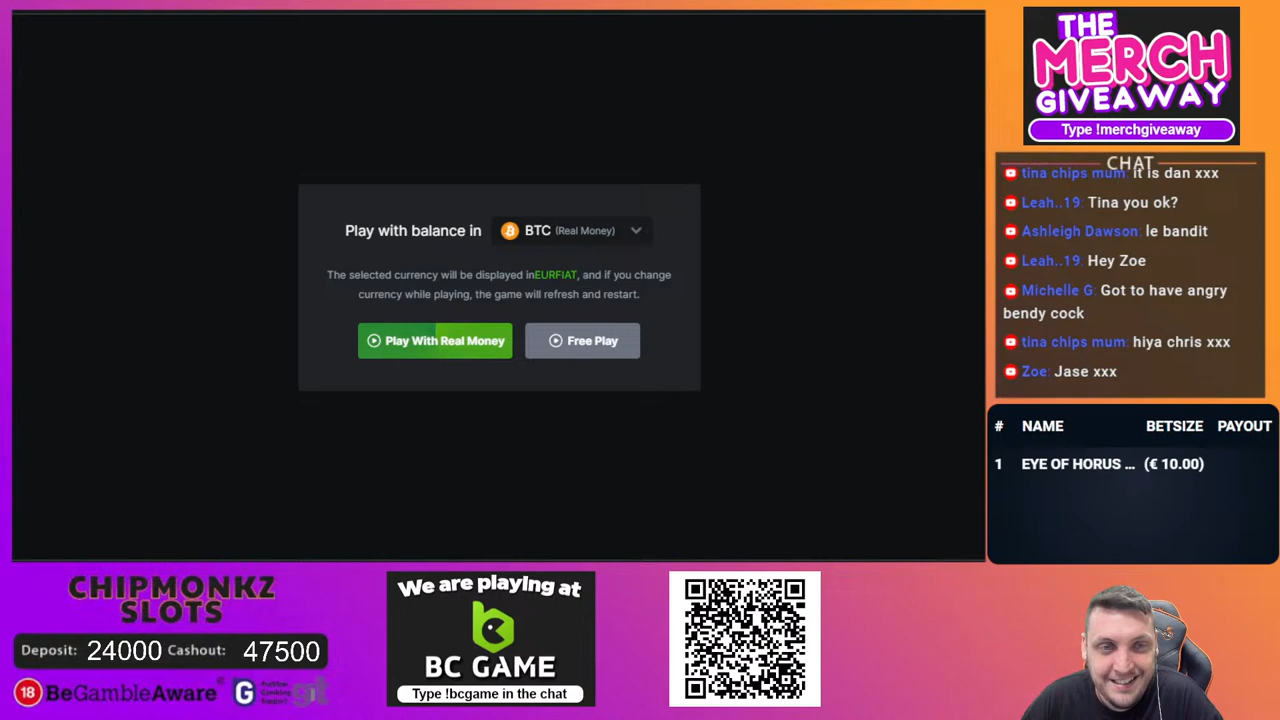 Play with balance in BTC (Real Money)
The selected currency will be displayed inEURFIAT, and if you change
currency while playing, the game will refresh and restart.
Play With Real Money
Free Play
THE
MERCH
GIVEAWAY
Type !merchgiveaway
CHAT
tina chips mum: it is dan xxx
Leah..19: Tina you ok?
Ashleigh Dawson: le bandit
Leah..19: Hey Zoe
Michelle G: Got to have angry
bendy cock
tina chips mum: hiya chris xxx
Zoe: Jase xxx
# NAME BETSIZE PAYOUT
1 EYE OF HORUS ... (€ 10.00)
CHIPMONKZ
SLOTS
Deposit: 24000 Cashout: 47500
18 BeGambleAware
We are playing at
BC GAME
Type !bcgame in the chat